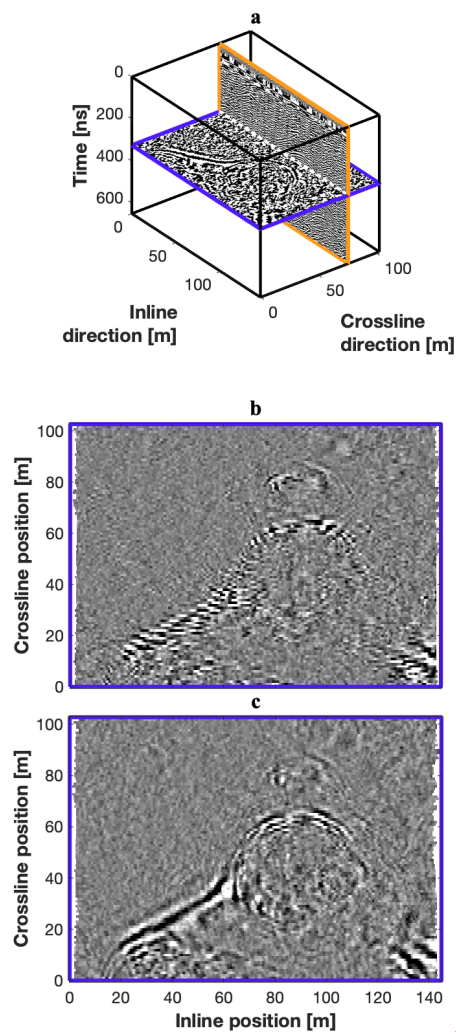 a
0
200
400
600
Time [ns]
0
50
100
Inline
direction [m]
0
50
100
Crossline
direction [m]
b
100
80
60
40
20
0
Crossline position [m]
c
100
80
60
40
20
0
Crossline position [m]
0 20 40 60 80 100 120 140
Inline position [m]